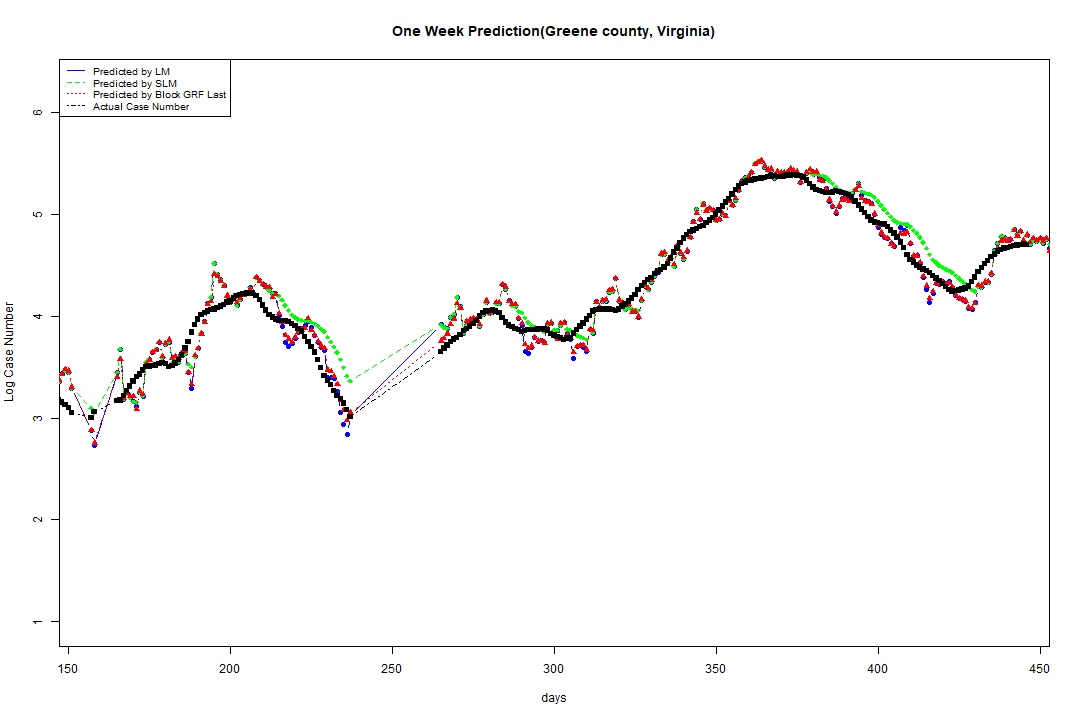 One Week Prediction(Greene county, Virginia)
Predicted by LM
Predicted by SLM
Predicted by Block GRF Last
Actual Case Number
6
5
4
3
2
1
Log Case Number
150 200 250 300 350 400 450
days